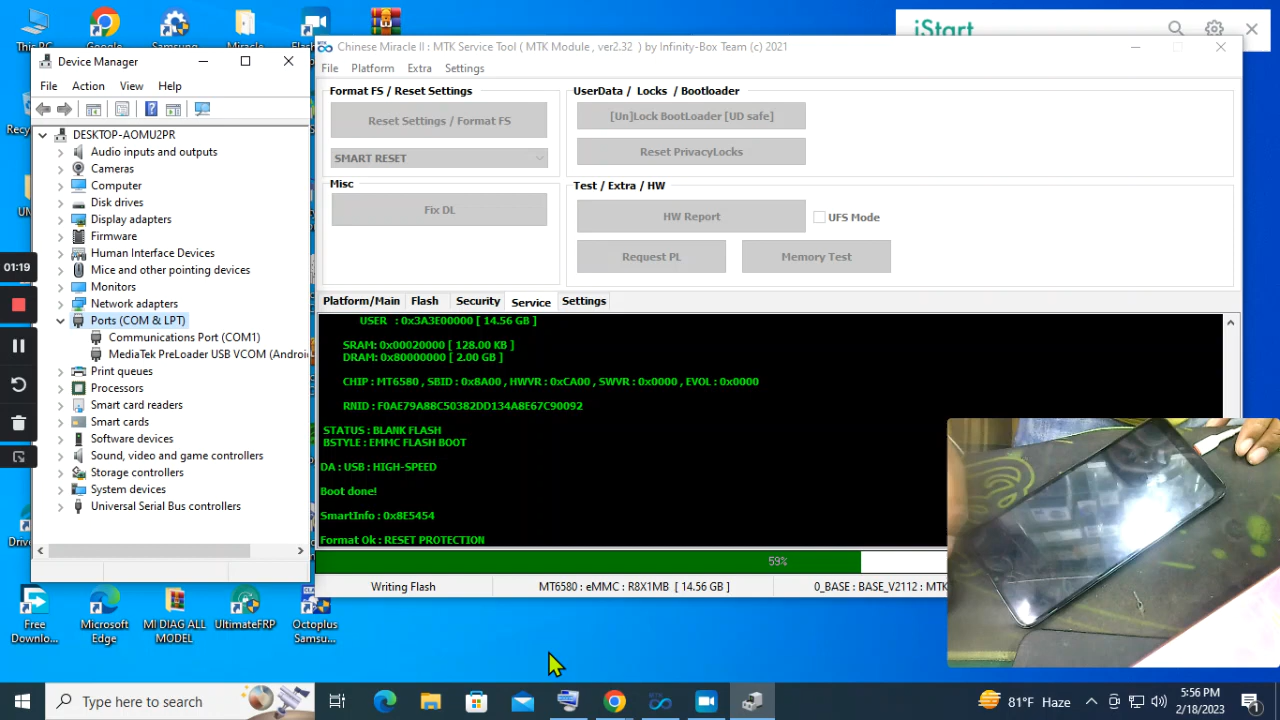 This PC
Google
Samsung
Miracle
iStart
Device Manager
File Action View Help
DESKTOP-AOMU2PR
Audio inputs and outputs
Cameras
Computer
Disk drives
Display adapters
Firmware
Human Interface Devices
Mice and other pointing devices
Monitors
Network adapters
Ports (COM & LPT)
Communications Port (COM1)
MediaTek PreLoader USB VCOM (Androi
Print queues
Processors
Smart card readers
Smart cards
Software devices
Sound, video and game controllers
Storage controllers
System devices
Universal Serial Bus controllers
01:19
Chinese Miracle II : MTK Service Tool ( MTK Module , ver2.32 ) by Infinity-Box Team (c) 2021
File Platform Extra Settings
Format FS / Reset Settings
Reset Settings / Format FS
SMART RESET
Misc
Fix DL
UserData / Locks / Bootloader
[Un]Lock BootLoader [UD safe]
Reset PrivacyLocks
Test / Extra / HW
HW Report
UFS Mode
Request PL
Memory Test
Platform/Main Flash Security Service Settings
USER : 0x3A3E00000 [ 14.56 GB ]
SRAM: 0x00020000 [ 128.00 KB ]
DRAM: 0x80000000 [ 2.00 GB ]
CHIP : MT6580 , SBID : 0x8A00 , HWVR : 0xCA00 , SWVR : 0x0000 , EVOL : 0x0000
RNID : F0AE79A88C50382DD134A8E67C90092
STATUS : BLANK FLASH
BSTYLE : EMMC FLASH BOOT
DA : USB : HIGH-SPEED
Boot done!
SmartInfo : 0x8E5454
Format Ok : RESET PROTECTION
59%
Writing Flash
MT6580 : eMMC : R8X1MB [ 14.56 GB ]
0_BASE : BASE_V2112 : MTK
Free Downlo...
Microsoft Edge
MI DIAG ALL MODEL
UltimateFRP
Octoplus Samsu...
Type here to search
81°F Haze
5:56 PM
2/18/2023
1